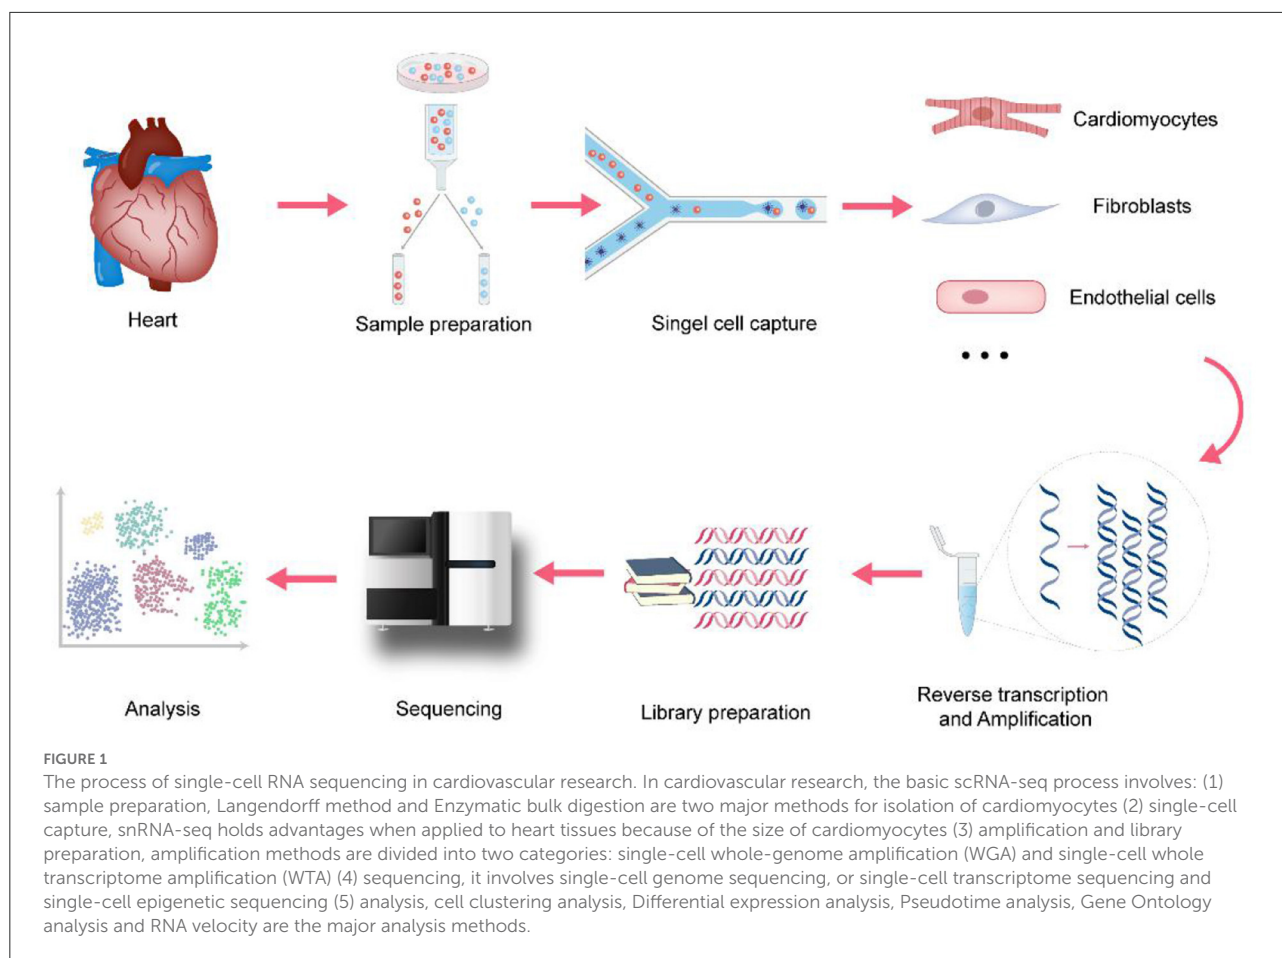 Cardiomyocytes
Fibroblasts
Endothelial cells
Heart
Sample preparation
Singel cell capture
Analysis
Sequencing
Library preparation
Reverse transcription
and Amplification
FIGURE 1
The process of single-cell RNA sequencing in cardiovascular research. In cardiovascular research, the basic scRNA-seq process involves: (1)
sample preparation, Langendorff method and Enzymatic bulk digestion are two major methods for isolation of cardiomyocytes (2) single-cell
capture, snRNA-seq holds advantages when applied to heart tissues because of the size of cardiomyocytes (3) amplification and library
preparation, amplification methods are divided into two categories: single-cell whole-genome amplification (WGA) and single-cell whole
transcriptome amplification (WTA) (4) sequencing, it involves single-cell genome sequencing, or single-cell transcriptome sequencing and
single-cell epigenetic sequencing (5) analysis, cell clustering analysis, Differential expression analysis, Pseudotime analysis, Gene Ontology
analysis and RNA velocity are the major analysis methods.